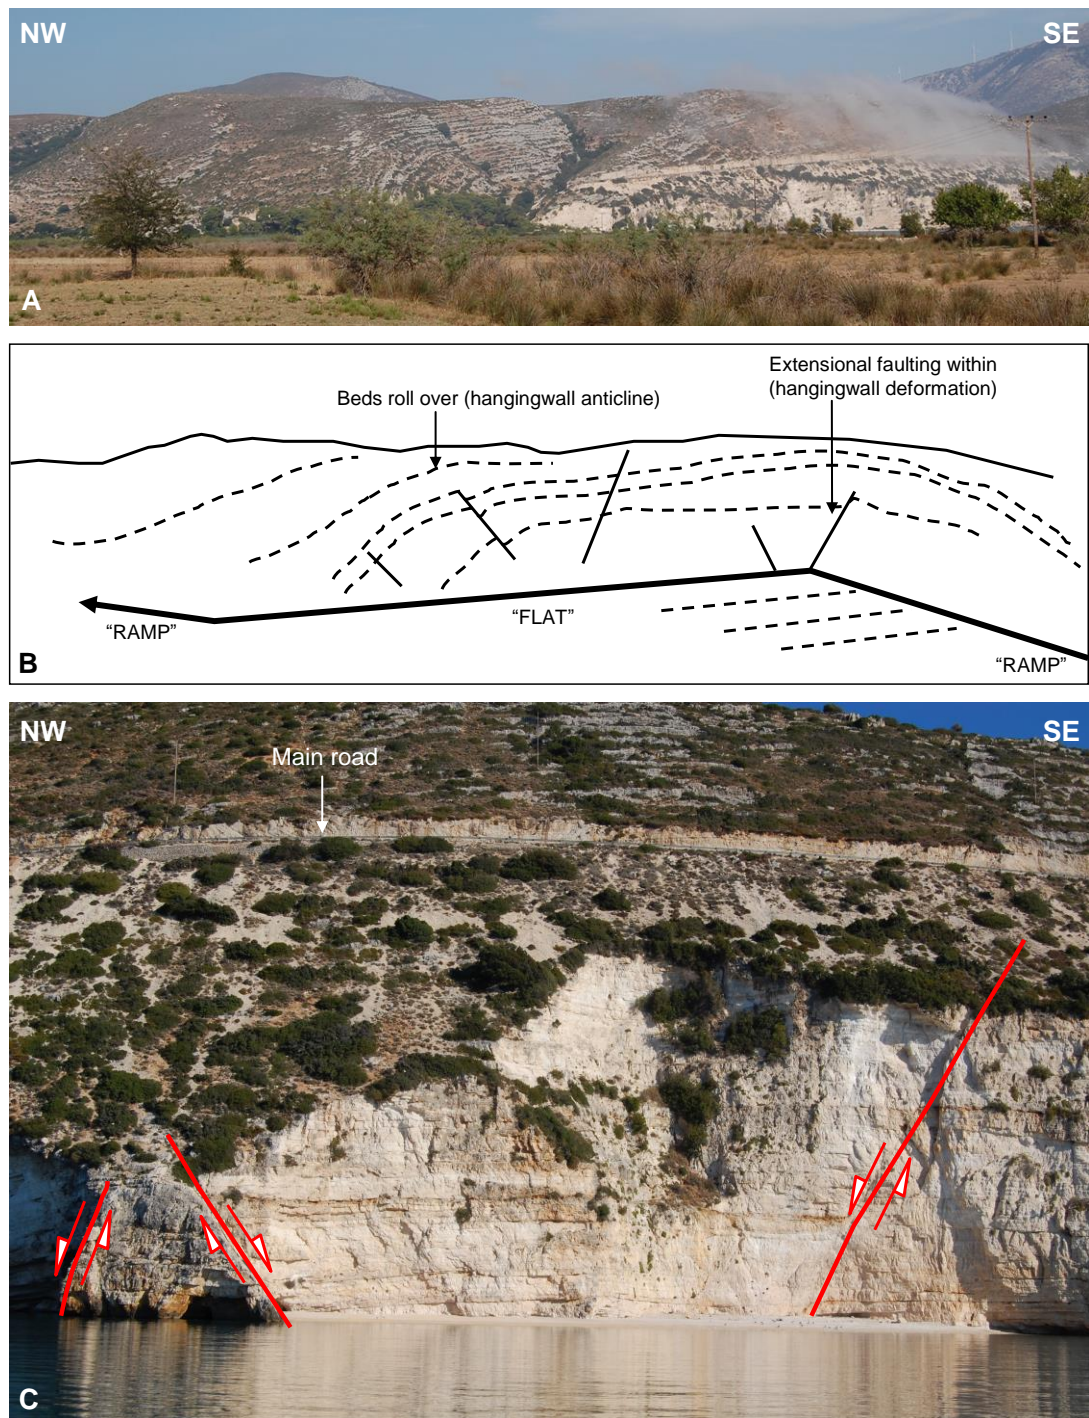 NW
SE
A
Extensional faulting within
(hangingwall deformation)
Beds roll over (hangingwall anticline)
“RAMP”
“FLAT”
“RAMP”
B
NW
SE
Main road
C